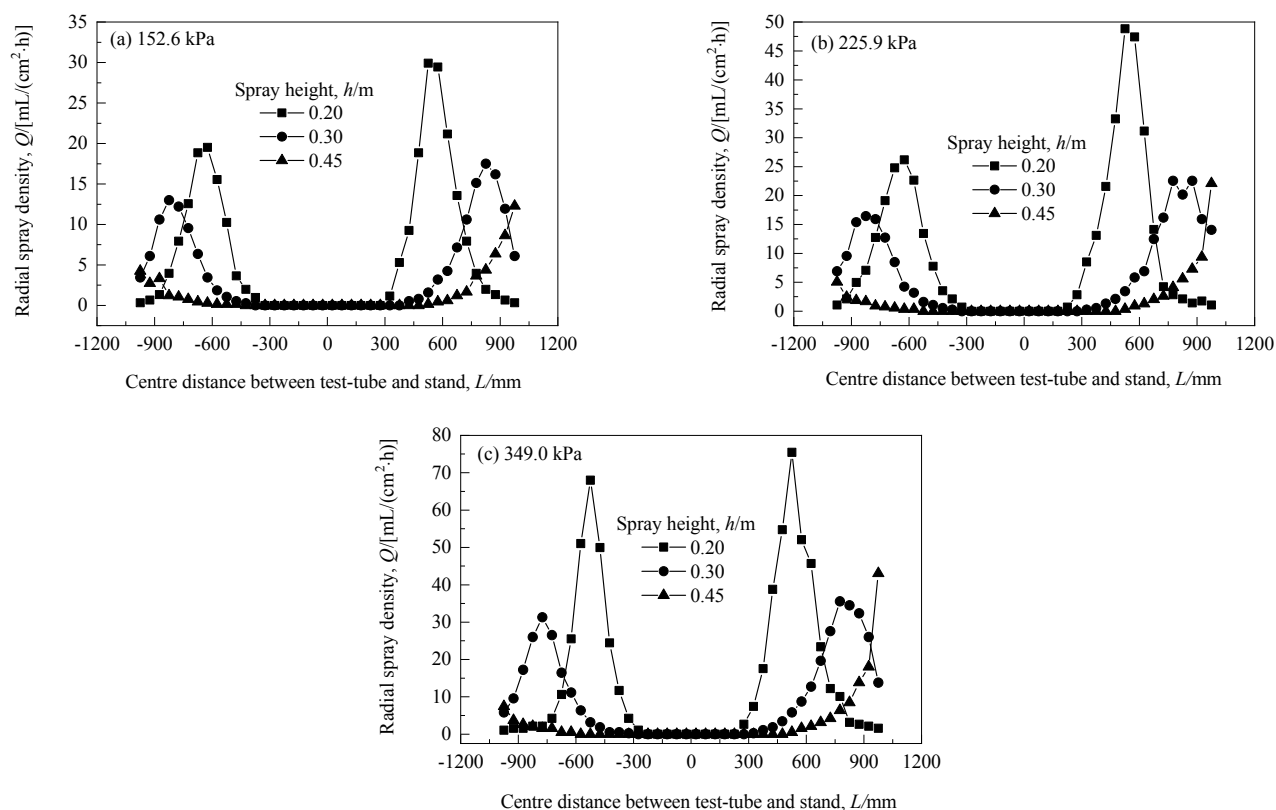 (a) 152.6 kPa
Spray height, h/m
0.20
0.30
0.45
Radial spray density, Q/[mL/(cm²·h)]
35
30
25
20
15
10
5
0
-1200 -900 -600 -300 0 300 600 900 1200
Centre distance between test-tube and stand, L/mm
(b) 225.9 kPa
Spray height, h/m
0.20
0.30
0.45
Radial spray density, Q/[mL/(cm²·h)]
50
45
40
35
30
25
20
15
10
5
0
-1200 -900 -600 -300 0 300 600 900 1200
Centre distance between test-tube and stand, L/mm
(c) 349.0 kPa
Spray height, h/m
0.20
0.30
0.45
Radial spray density, Q/[mL/(cm²·h)]
80
70
60
50
40
30
20
10
0
-1200 -900 -600 -300 0 300 600 900 1200
Centre distance between test-tube and stand, L/mm